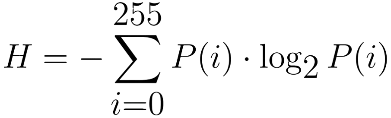 H = − ∑_{i=0}^{255} P(i) · log₂ P(i)